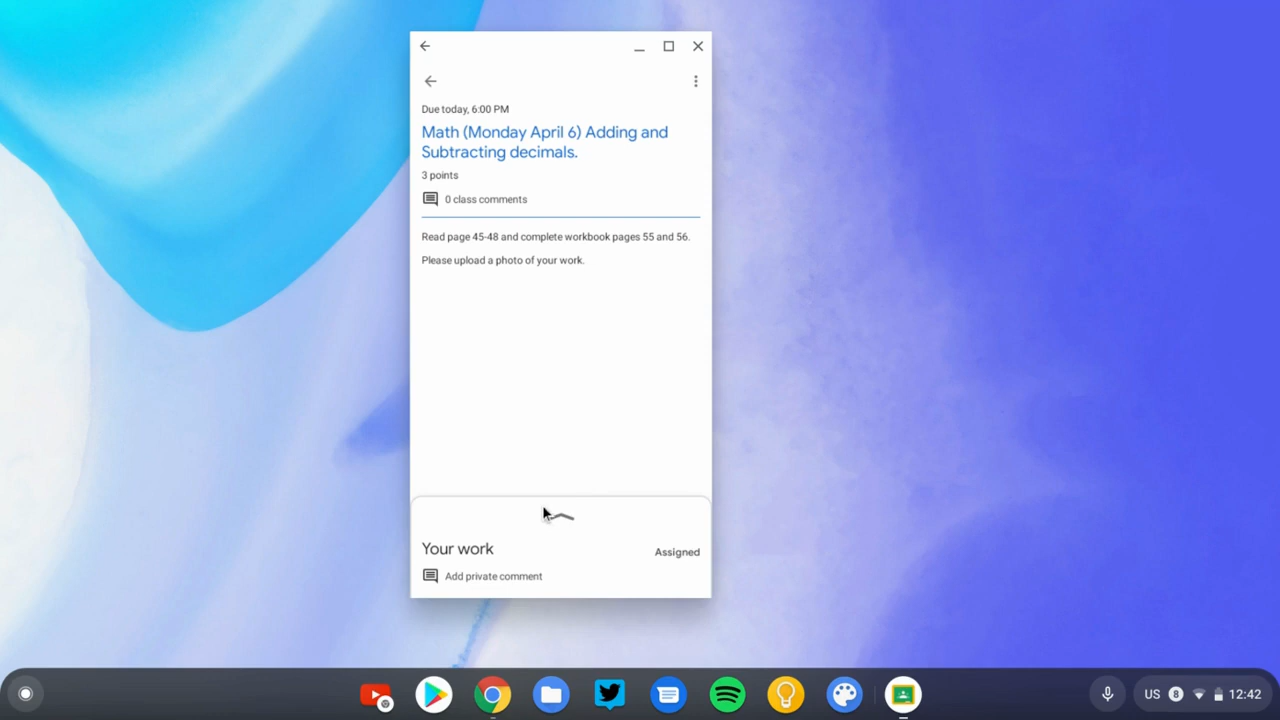 Due today, 6:00 PM
Math (Monday April 6) Adding and
Subtracting decimals.
3 points
0 class comments
Read page 45-48 and complete workbook pages 55 and 56.
Please upload a photo of your work.
Your work
Assigned
Add private comment
US 8 12:42